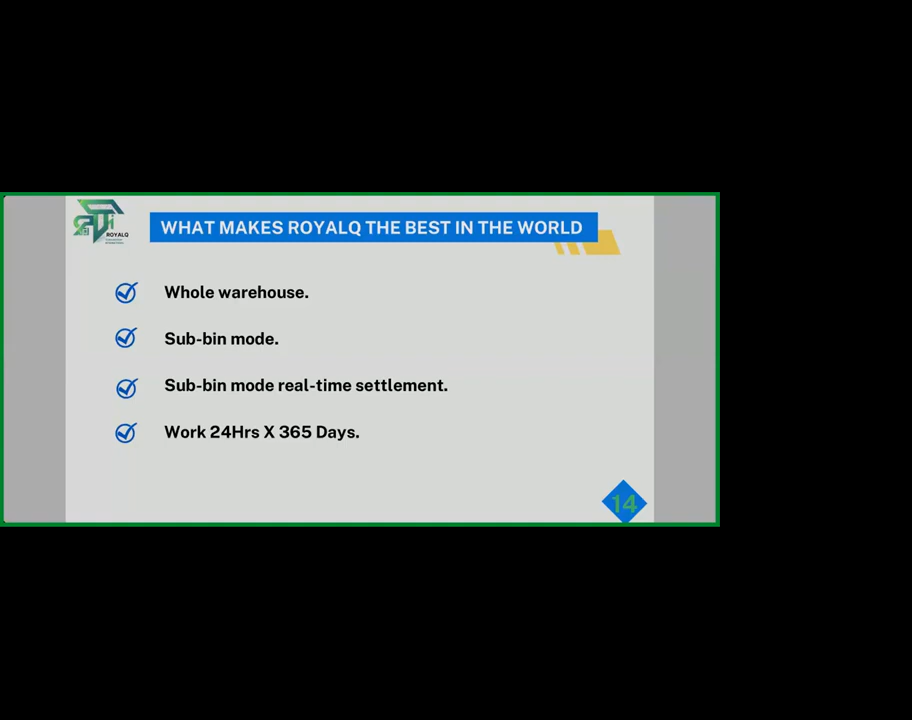 ROYALQ
WHAT MAKES ROYALQ THE BEST IN THE WORLD
Whole warehouse.
Sub-bin mode.
Sub-bin mode real-time settlement.
Work 24Hrs X 365 Days.
14